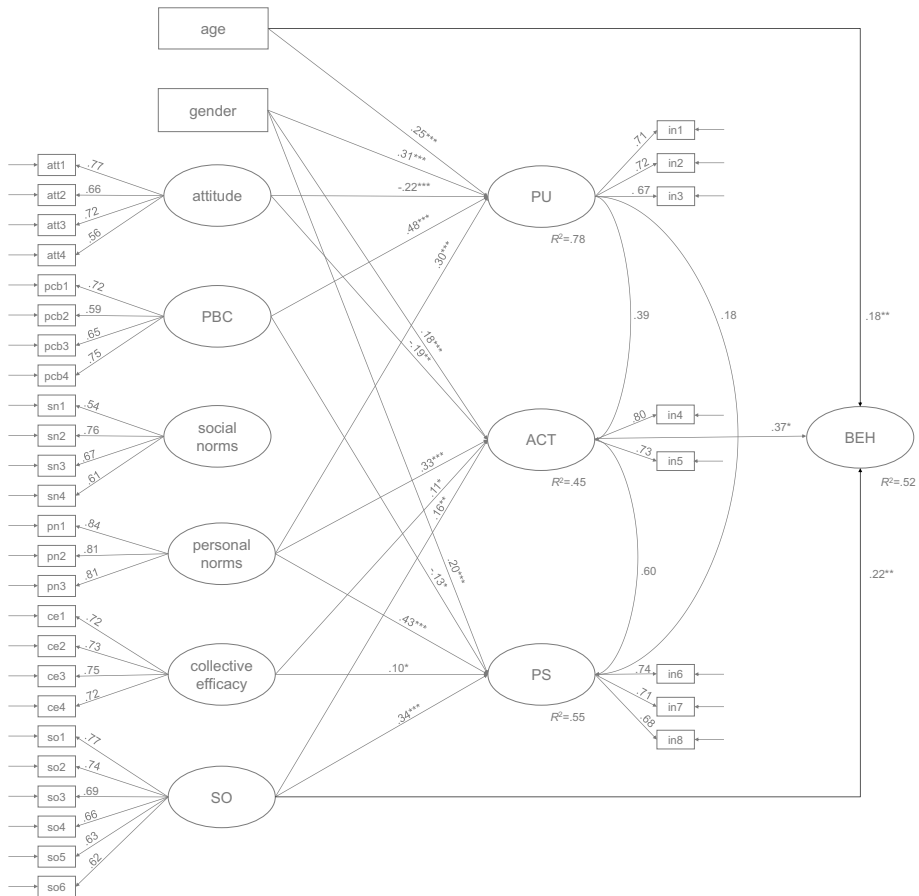 age
gender
.25***
.31***
-.22***
.48***
.30***
.18***
-.19**
att1
.77
att2
.66
att3
.72
att4
.56
attitude
pcb1
.72
pcb2
.59
pcb3
.65
pcb4
.75
PBC
sn1
.54
sn2
.76
sn3
.67
sn4
.61
social
norms
pn1
.84
pn2
.81
pn3
.81
personal
norms
ce1
.72
ce2
.73
ce3
.75
ce4
.72
collective
efficacy
so1
.77
so2
.74
so3
.69
so4
.66
so5
.63
so6
.62
SO
.33***
.11*
.16**
.20***
-.13*
.43***
.10*
.34***
PU
R²=.78
.71
in1
.72
in2
. 67
in3
.39
.18
ACT
R²=.45
.80
in4
.73
in5
.37*
.60
PS
R²=.55
.74
in6
.71
in7
.68
in8
.18**
BEH
R²=.52
.22**